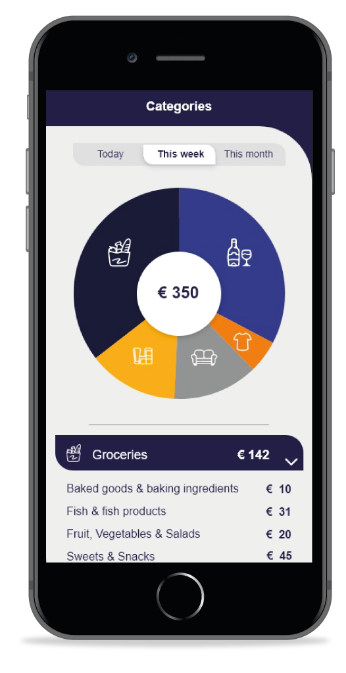 Categories
Today This week This month
€ 350
Groceries € 142
Baked goods & baking ingredients € 10
Fish & fish products € 31
Fruit, Vegetables & Salads € 20
Sweets & Snacks € 45